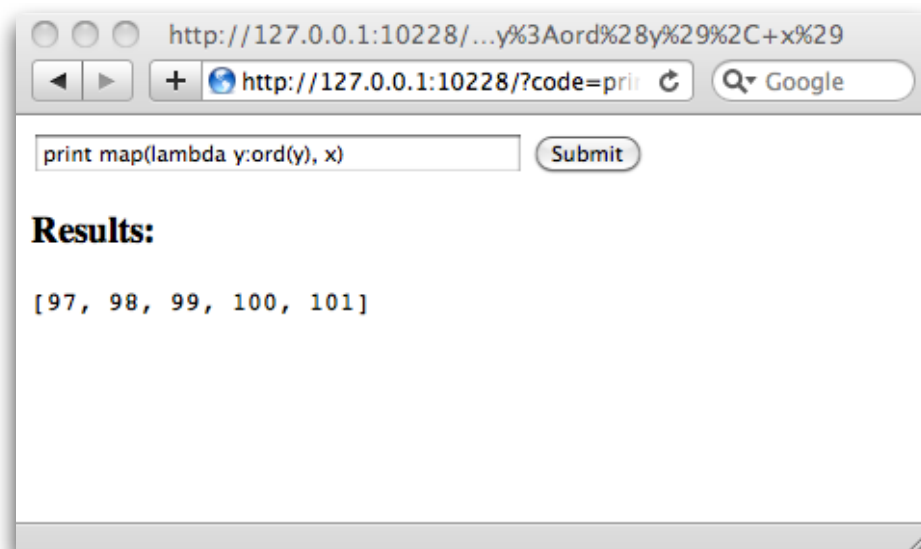 http://127.0.0.1:10228/…y%3Aord%28y%29%2C+x%29
http://127.0.0.1:10228/?code=prin
Google
print map(lambda y:ord(y), x)
Submit
Results:
[97, 98, 99, 100, 101]